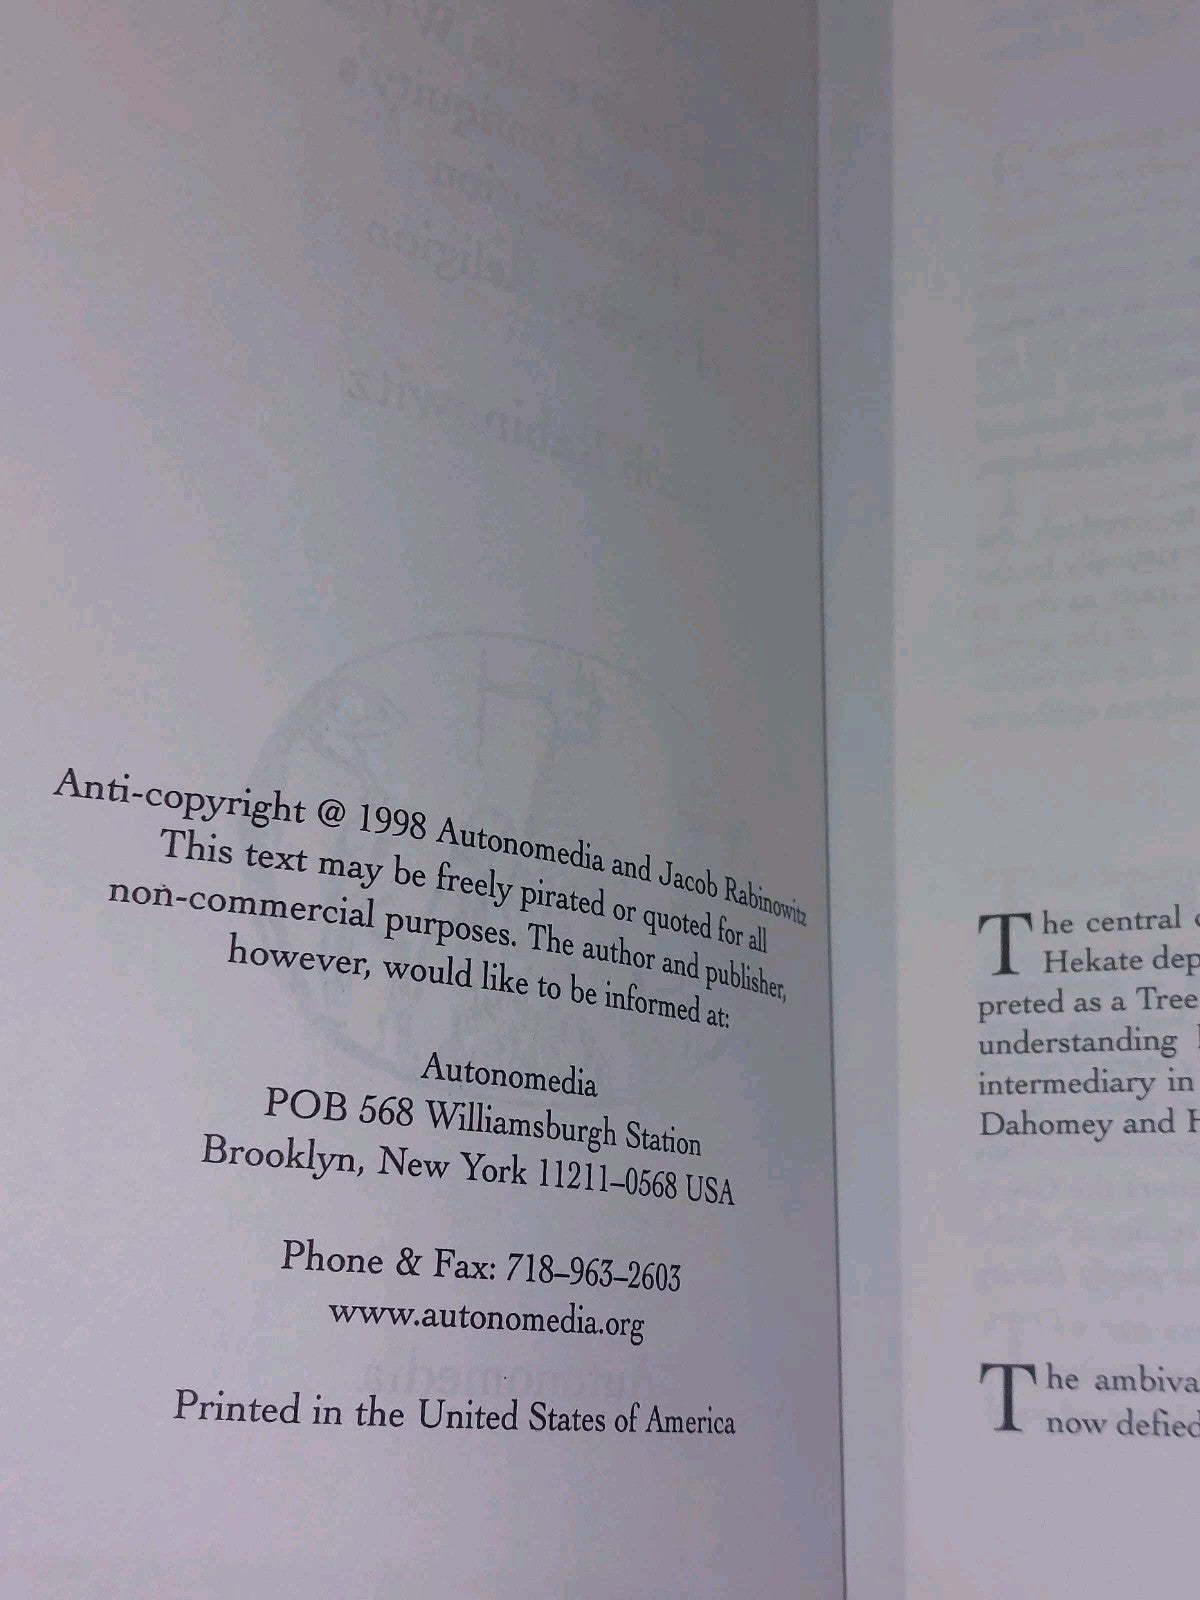 Anti-copyright @ 1998 Autonomedia and Jacob Rabinowitz
This text may be freely pirated or quoted for all
non-commercial purposes. The author and publisher,
however, would like to be informed at:
Autonomedia
POB 568 Williamsburgh Station
Brooklyn, New York 11211–0568 USA
Phone & Fax: 718–963–2603
www.autonomedia.org
Printed in the United States of America
The central
Hekate dep
preted as a Tree
understanding
intermediary in
Dahomey and H
The ambiva
now defied